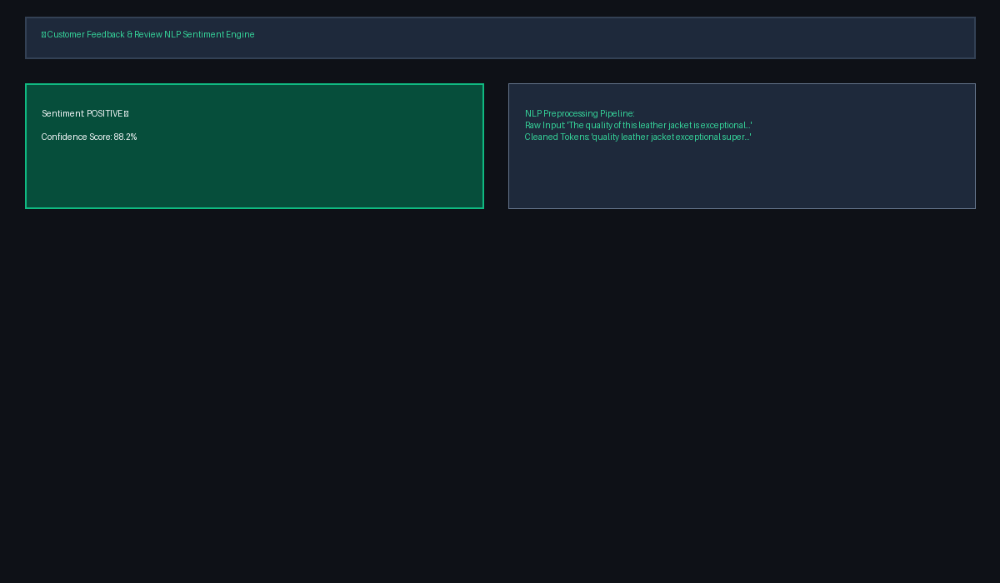 Customer Feedback & Review NLP Sentiment Engine
Sentiment: POSITIVE
Confidence Score: 88.2%
NLP Preprocessing Pipeline:
Raw Input: 'The quality of this leather jacket is exceptional...'
Cleaned Tokens: 'quality leather jacket exceptional super...'